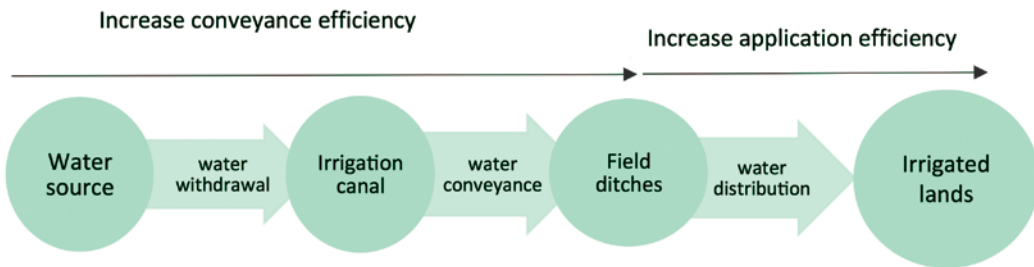 Increase conveyance efficiency
Increase application efficiency
Water
source
water
withdrawal
Irrigation
canal
water
conveyance
Field
ditches
water
distribution
Irrigated
lands